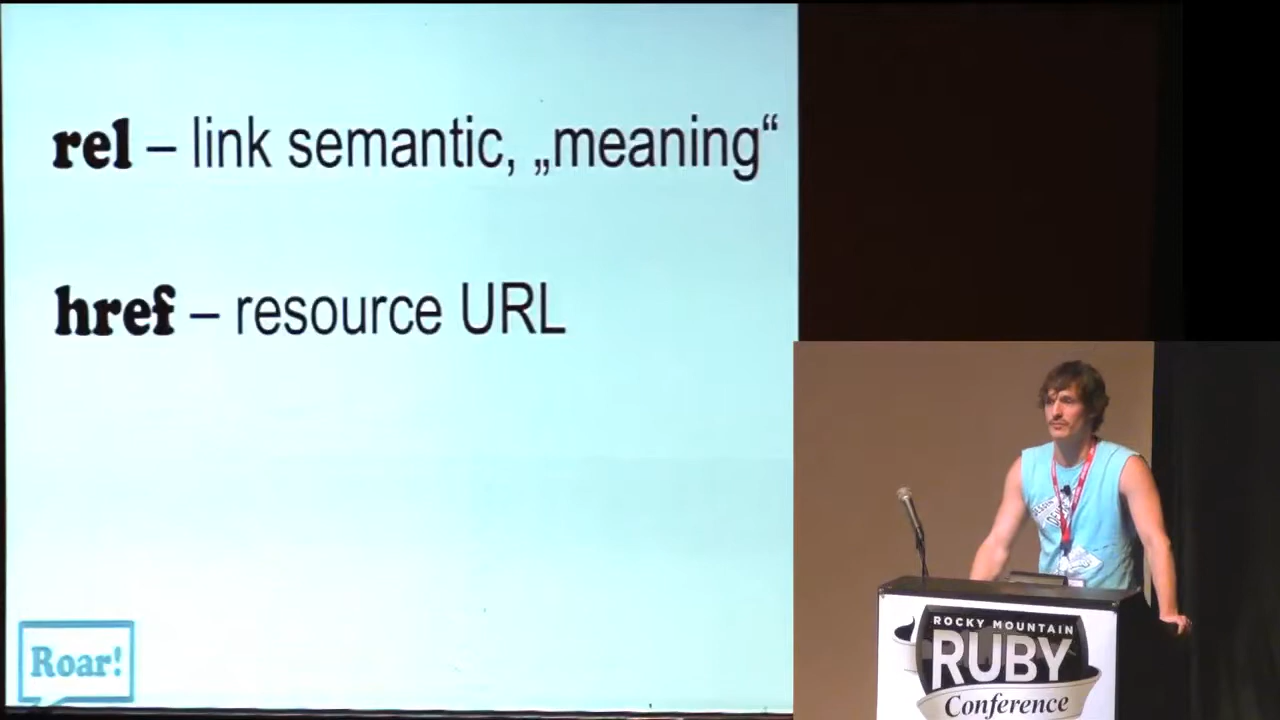 rel – link semantic, „meaning“
href – resource URL
Roar!
ROCKY MOUNTAIN
RUBY
Conference